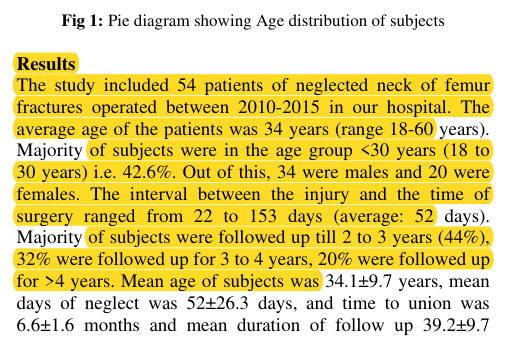 Fig 1: Pie diagram showing Age distribution of subjects
Results
The study included 54 patients of neglected neck of femur
fractures operated between 2010-2015 in our hospital. The
average age of the patients was 34 years (range 18-60 years).
Majority of subjects were in the age group <30 years (18 to
30 years) i.e. 42.6%. Out of this, 34 were males and 20 were
females. The interval between the injury and the time of
surgery ranged from 22 to 153 days (average: 52 days).
Majority of subjects were followed up till 2 to 3 years (44%),
32% were followed up for 3 to 4 years, 20% were followed up
for >4 years. Mean age of subjects was 34.1±9.7 years, mean
days of neglect was 52±26.3 days, and time to union was
6.6±1.6 months and mean duration of follow up 39.2±9.7